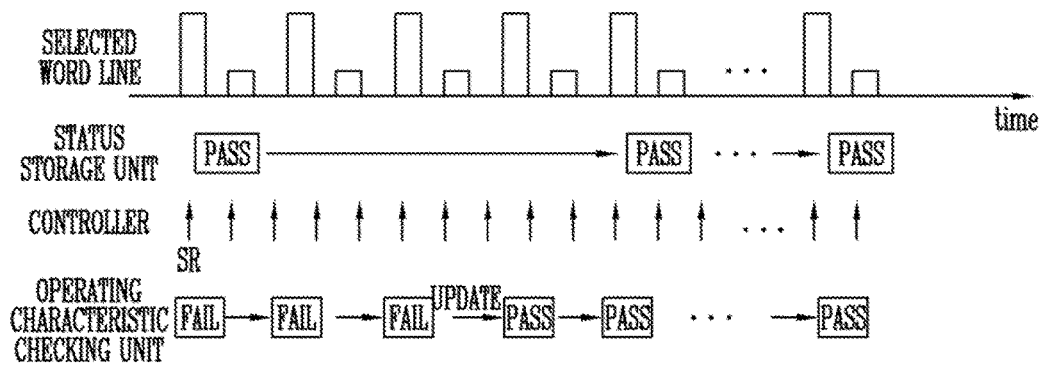 SELECTED
WORD LINE
. . .
time
STATUS
STORAGE UNIT
PASS PASS . . . PASS
CONTROLLER
. . .
SR
OPERATING
CHARACTERISTIC
CHECKING UNIT
FAIL FAIL FAIL UPDATE PASS PASS . . . PASS